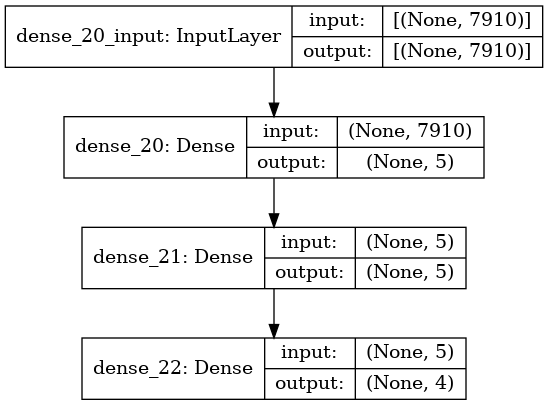 dense_20_input: InputLayer
input: [(None, 7910)]
output: [(None, 7910)]
dense_20: Dense
input: (None, 7910)
output: (None, 5)
dense_21: Dense
input: (None, 5)
output: (None, 5)
dense_22: Dense
input: (None, 5)
output: (None, 4)